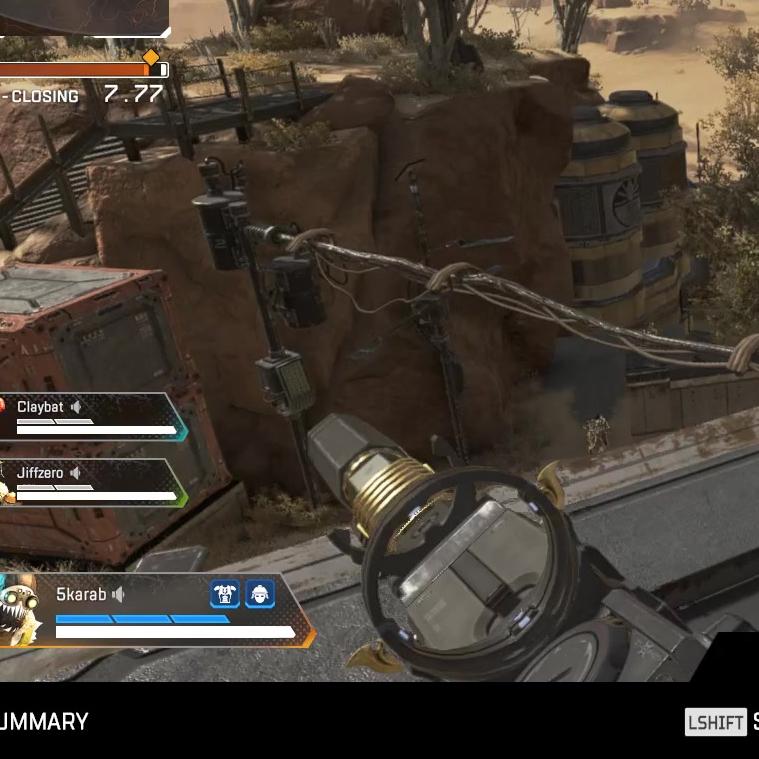 -CLOSING 7.77
Claybat
Jiffzero
5karab
UMMARY
LSHIFT S